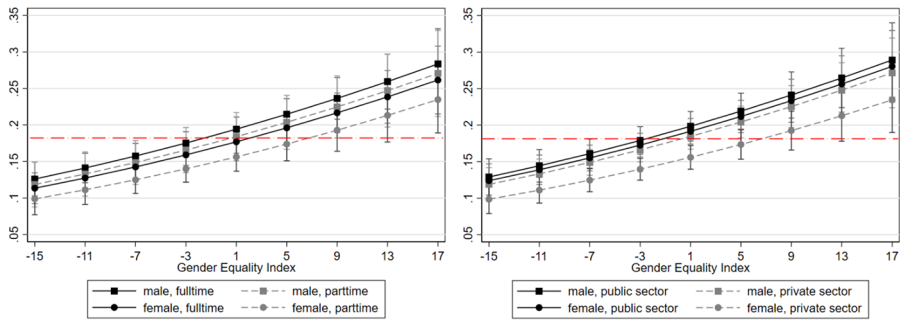 .35
.3
.25
.2
.15
.1
.05
-15 -11 -7 -3 1 5 9 13 17
Gender Equality Index
male, fulltime male, parttime
female, fulltime female, parttime
.35
.3
.25
.2
.15
.1
.05
-15 -11 -7 -3 1 5 9 13 17
Gender Equality Index
male, public sector male, private sector
female, public sector female, private sector